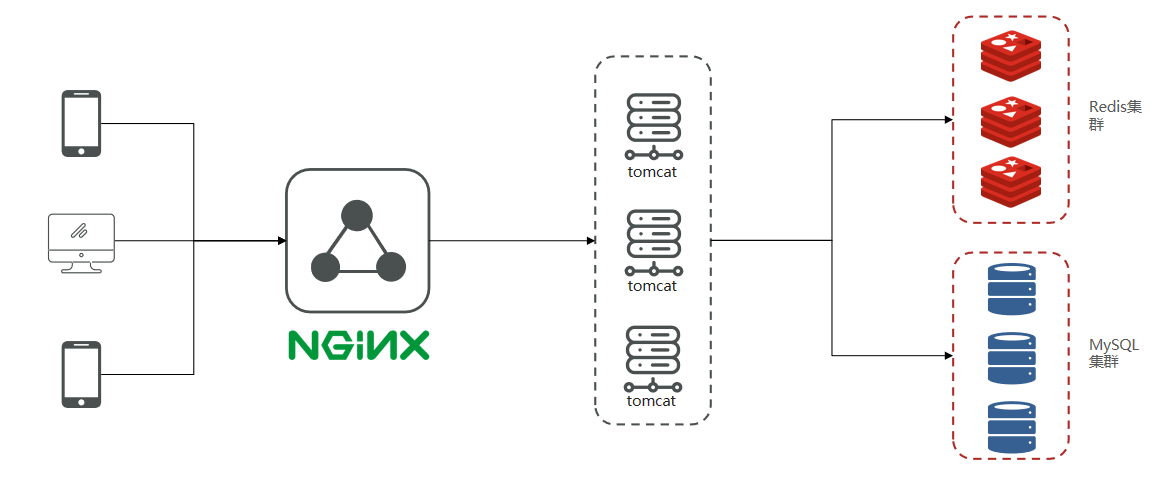 NGINX
tomcat
tomcat
tomcat
Redis集
群
MySQL
集群